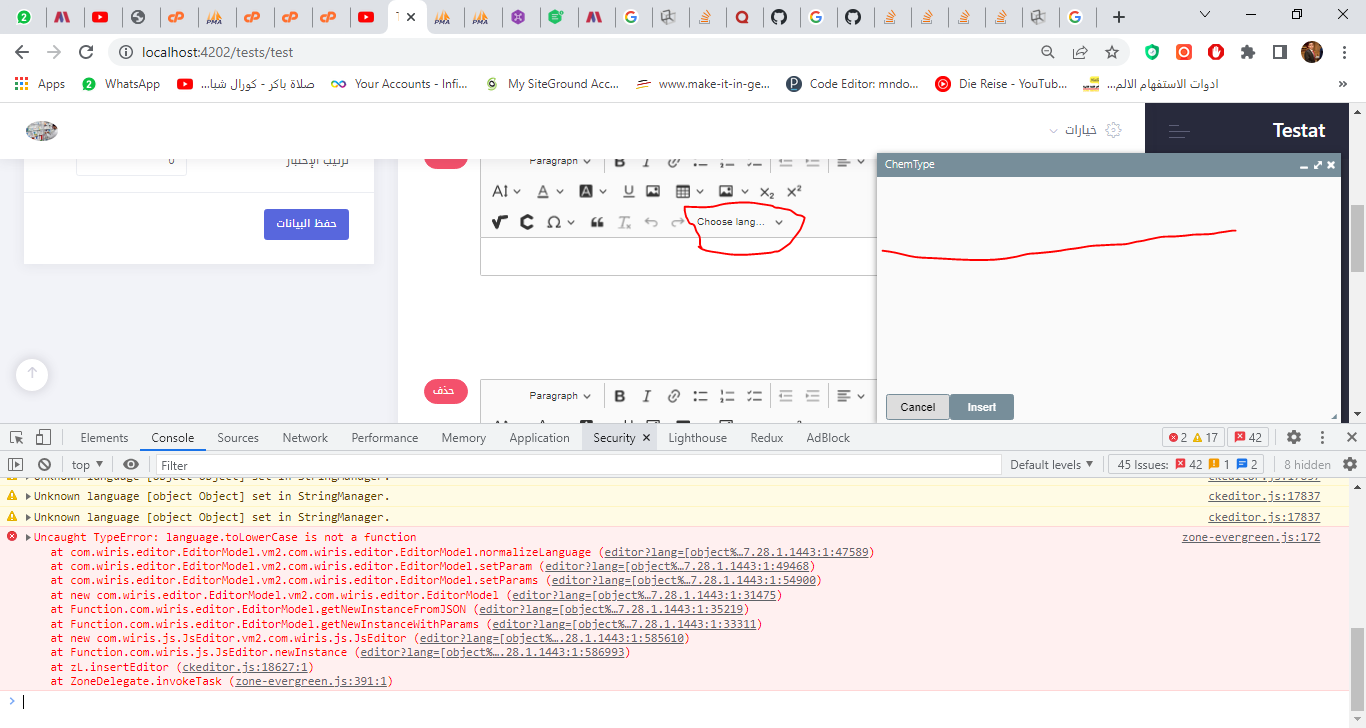 localhost:4202/tests/test
Apps
WhatsApp
صلاة باكر - كورال شبا...
Your Accounts - Infi...
My SiteGround Acc...
www.make-it-in-ge...
Code Editor: mndo...
Die Reise - YouTub...
ادوات الاستفهام الالم...
خيارات
Testat
ترتيب الإختبار
0
Paragraph
ChemType
حفظ البيانات
Choose lang...
حذف
Paragraph
Cancel
Insert
Elements
Console
Sources
Network
Performance
Memory
Application
Security
Lighthouse
Redux
AdBlock
2
17
42
top
Filter
Default levels
45 Issues:
42
1
2
8 hidden
Unknown language [object Object] set in StringManager. ckeditor.js:17837
Unknown language [object Object] set in StringManager. ckeditor.js:17837
Unknown language [object Object] set in StringManager. ckeditor.js:17837
Uncaught TypeError: language.toLowerCase is not a function zone-evergreen.js:172
at com.wiris.editor.EditorModel.vm2.com.wiris.editor.EditorModel.normalizeLanguage (editor?lang=[object%…7.28.1.1443:1:47589)
at com.wiris.editor.EditorModel.vm2.com.wiris.editor.EditorModel.setParam (editor?lang=[object%…7.28.1.1443:1:49468)
at com.wiris.editor.EditorModel.vm2.com.wiris.editor.EditorModel.setParams (editor?lang=[object%…7.28.1.1443:1:54900)
at new com.wiris.editor.EditorModel.vm2.com.wiris.editor.EditorModel (editor?lang=[object%…7.28.1.1443:1:31475)
at Function.com.wiris.editor.EditorModel.getNewInstanceFromJSON (editor?lang=[object%…7.28.1.1443:1:35219)
at Function.com.wiris.editor.EditorModel.getNewInstanceWithParams (editor?lang=[object%…7.28.1.1443:1:33311)
at new com.wiris.js.JsEditor.vm2.com.wiris.js.JsEditor (editor?lang=[object%….28.1.1443:1:585610)
at Function.com.wiris.js.JsEditor.newInstance (editor?lang=[object%….28.1.1443:1:586993)
at zL.insertEditor (ckeditor.js:18627:1)
at ZoneDelegate.invokeTask (zone-evergreen.js:391:1)